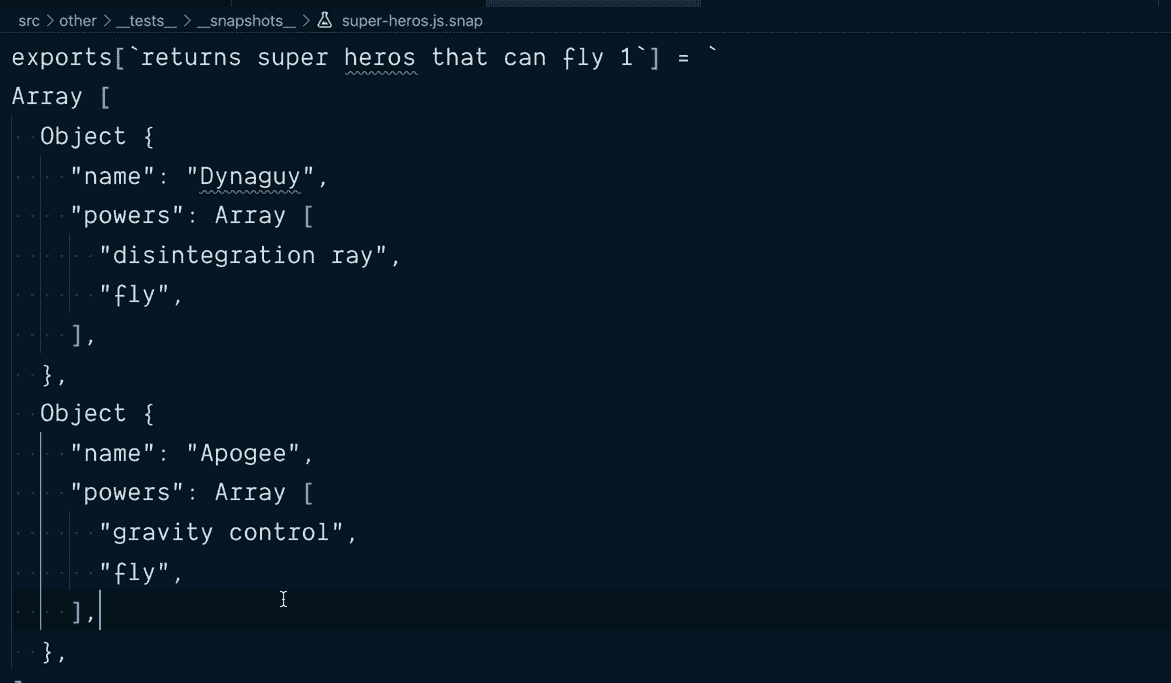 src > other > __tests__ > __snapshots__ > super-heros.js.snap
exports[`returns super heros that can fly 1`] = `
Array [
  Object {
    "name": "Dynaguy",
    "powers": Array [
      "disintegration ray",
      "fly",
    ],
  },
  Object {
    "name": "Apogee",
    "powers": Array [
      "gravity control",
      "fly",
    ],
  },